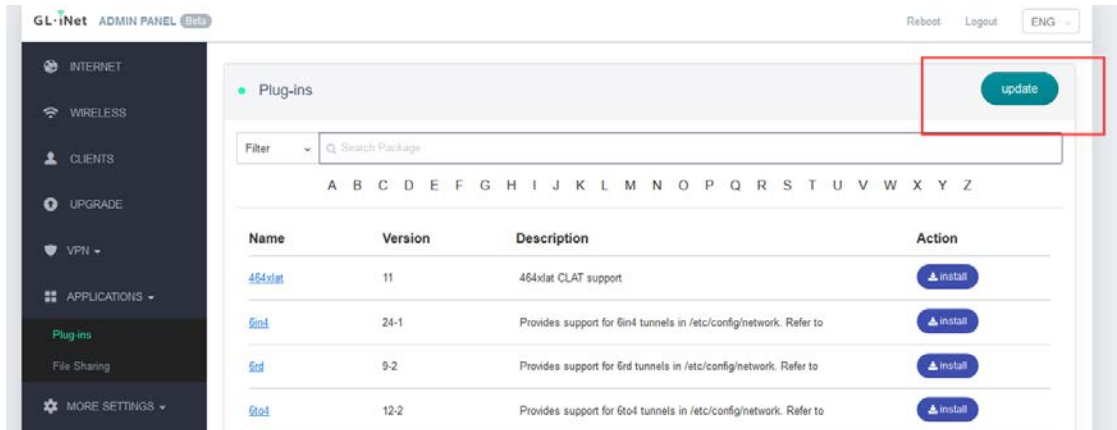 GL·iNet ADMIN PANEL Beta Reboot Logout ENG
INTERNET
Plug-ins update
WIRELESS
Filter Search Package
CLIENTS
A B C D E F G H I J K L M N O P Q R S T U V W X Y Z
UPGRADE
Name Version Description Action
VPN
464xlat 11 464xlat CLAT support install
APPLICATIONS
6in4 24-1 Provides support for 6in4 tunnels in /etc/config/network. Refer to install
Plug-ins
File Sharing
6rd 9-2 Provides support for 6rd tunnels in /etc/config/network. Refer to install
MORE SETTINGS
6to4 12-2 Provides support for 6to4 tunnels in /etc/config/network. Refer to install